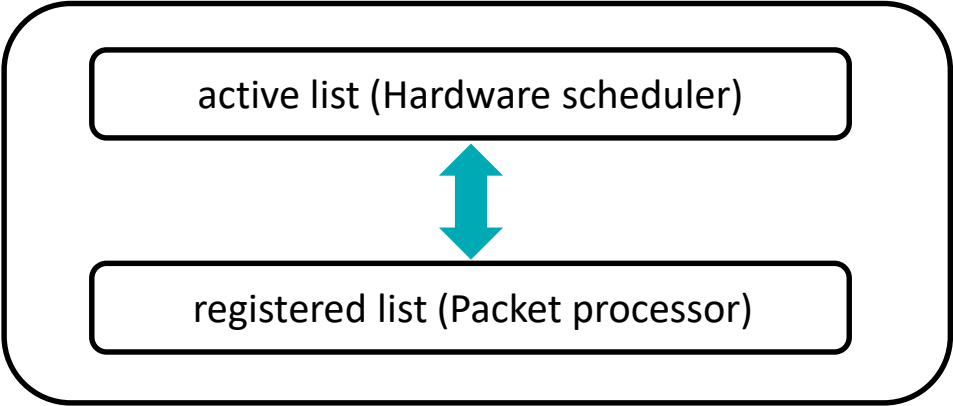 active list (Hardware scheduler)
registered list (Packet processor)